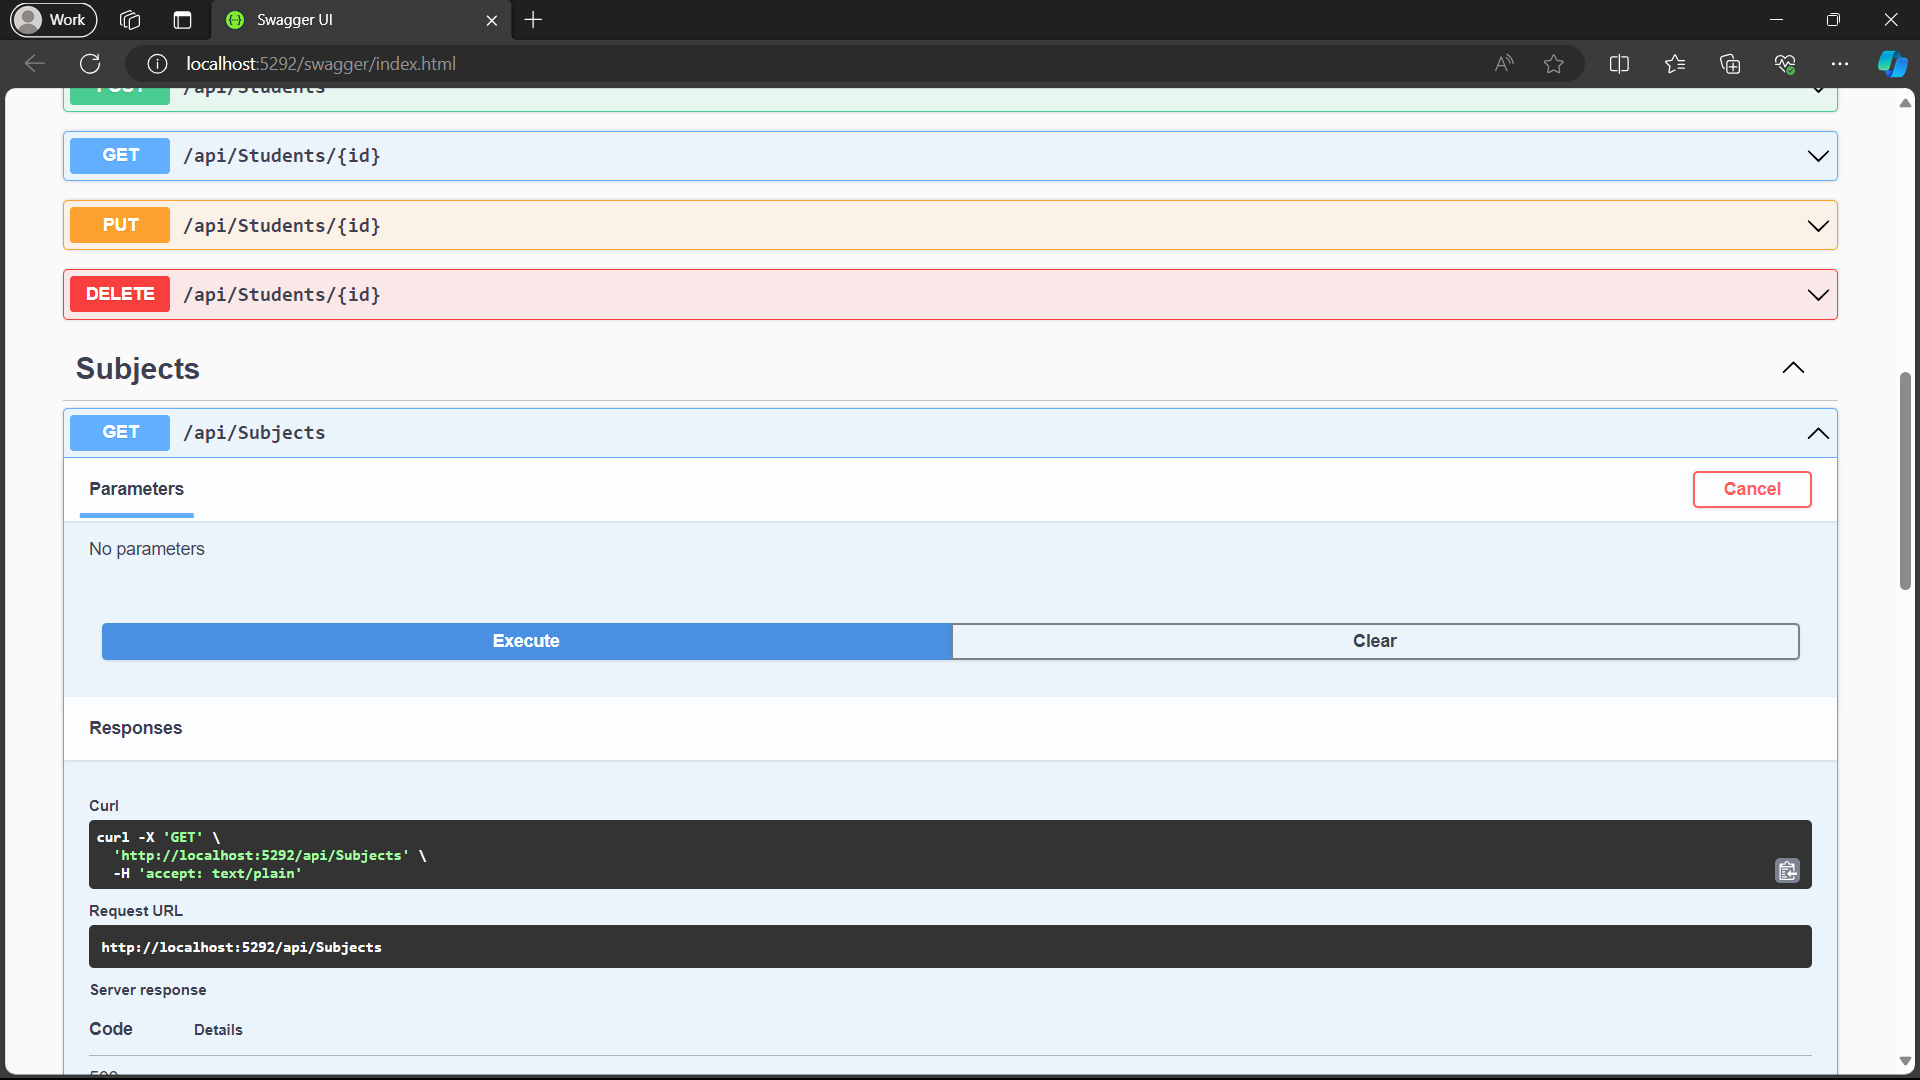 Work
Swagger UI
localhost:5292/swagger/index.html
POST /api/Students
GET /api/Students/{id}
PUT /api/Students/{id}
DELETE /api/Students/{id}
Subjects
GET /api/Subjects
Parameters
Cancel
No parameters
Execute
Clear
Responses
Curl
curl -X 'GET' \
'http://localhost:5292/api/Subjects' \
-H 'accept: text/plain'
Request URL
http://localhost:5292/api/Subjects
Server response
Code Details